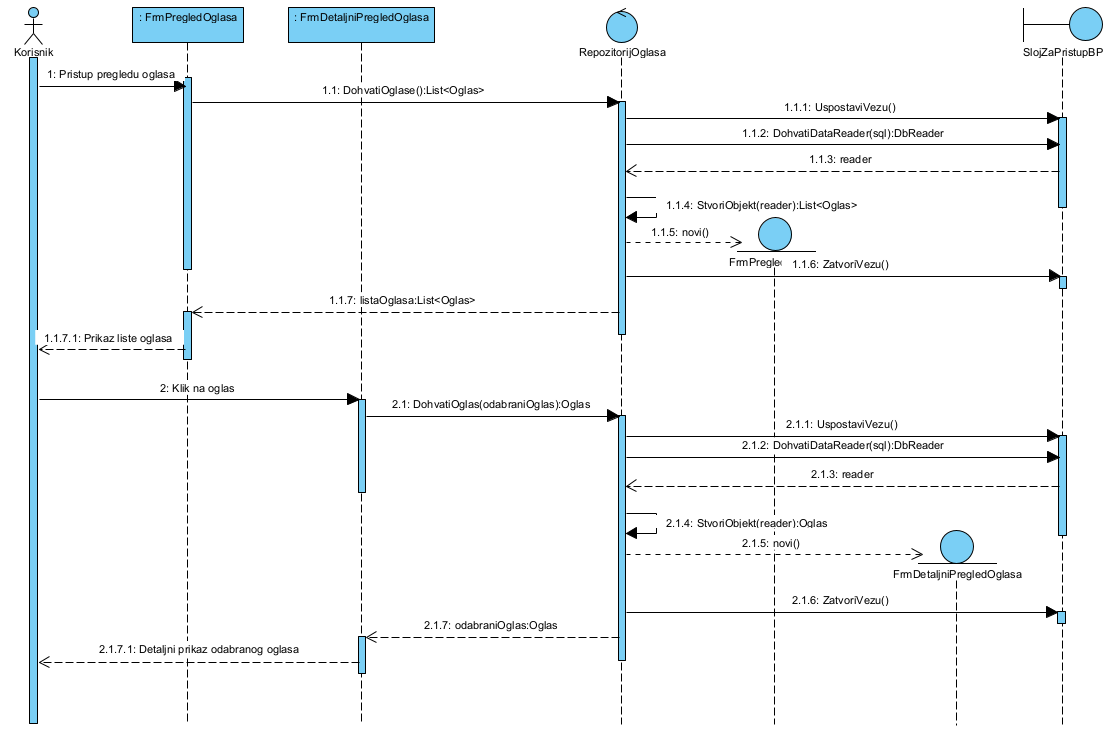 : FrmPregledOglasa
: FrmDetaljniPregledOglasa
Korisnik
RepozitorijOglasa
SlojZaPristupBP
1: Pristup pregledu oglasa
1.1: DohvatiOglase():List<Oglas>
1.1.1: UspostaviVezu()
1.1.2: DohvatiDataReader(sql):DbReader
1.1.3: reader
1.1.4: StvoriObjekt(reader):List<Oglas>
1.1.5: novi()
FrmPregled
1.1.6: ZatvoriVezu()
1.1.7: listaOglasa:List<Oglas>
1.1.7.1: Prikaz liste oglasa
2: Klik na oglas
2.1: DohvatiOglas(odabraniOglas):Oglas
2.1.1: UspostaviVezu()
2.1.2: DohvatiDataReader(sql):DbReader
2.1.3: reader
2.1.4: StvoriObjekt(reader):Oglas
2.1.5: novi()
FrmDetaljniPregledOglasa
2.1.6: ZatvoriVezu()
2.1.7: odabraniOglas:Oglas
2.1.7.1: Detaljni prikaz odabranog oglasa